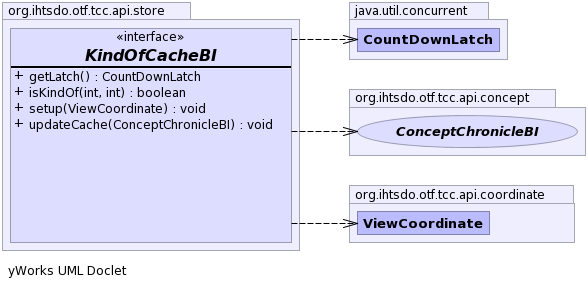 org.ihtsdo.otf.tcc.api.store
«interface»
KindOfCacheBI
+ getLatch() : CountDownLatch
+ isKindOf(int, int) : boolean
+ setup(ViewCoordinate) : void
+ updateCache(ConceptChronicleBI) : void
java.util.concurrent
CountDownLatch
org.ihtsdo.otf.tcc.api.concept
ConceptChronicleBI
org.ihtsdo.otf.tcc.api.coordinate
ViewCoordinate
yWorks UML Doclet